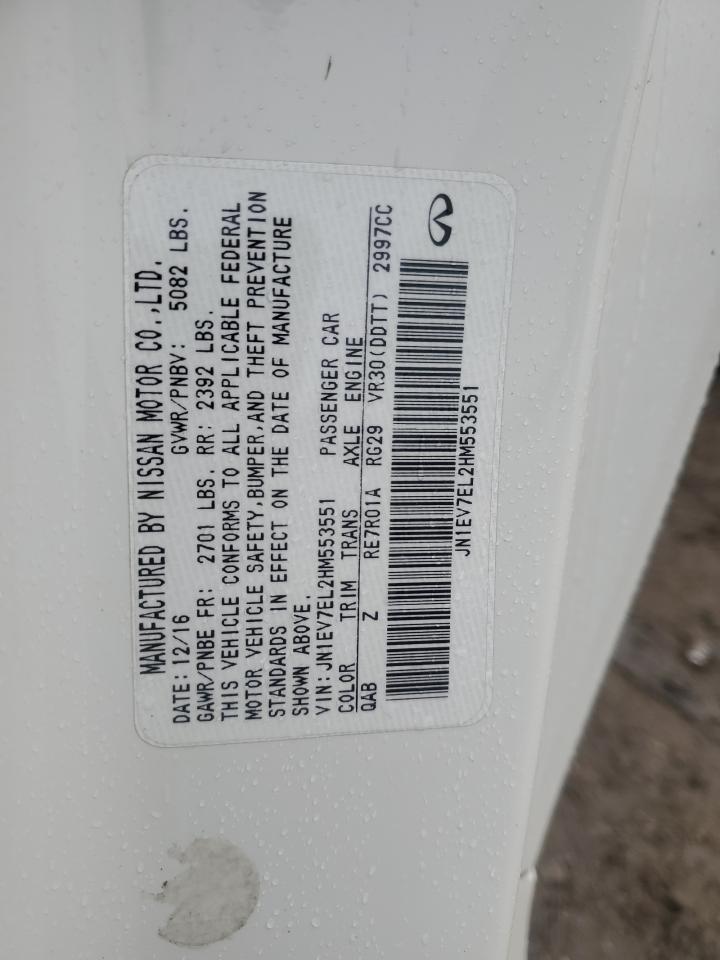 MANUFACTURED BY NISSAN MOTOR CO.,LTD.
DATE:12/16 GVWR/PNBV: 5082 LBS.
GAWR/PNBE FR: 2701 LBS. RR: 2392 LBS.
THIS VEHICLE CONFORMS TO ALL APPLICABLE FEDERAL
MOTOR VEHICLE SAFETY,BUMPER,AND THEFT PREVENTION
STANDARDS IN EFFECT ON THE DATE OF MANUFACTURE
SHOWN ABOVE.
VIN:JN1EV7EL2HM553551 PASSENGER CAR
COLOR TRIM TRANS AXLE ENGINE
QAB Z RE7R01A RG29 VR30(DDTT) 2997CC
JN1EV7EL2HM553551